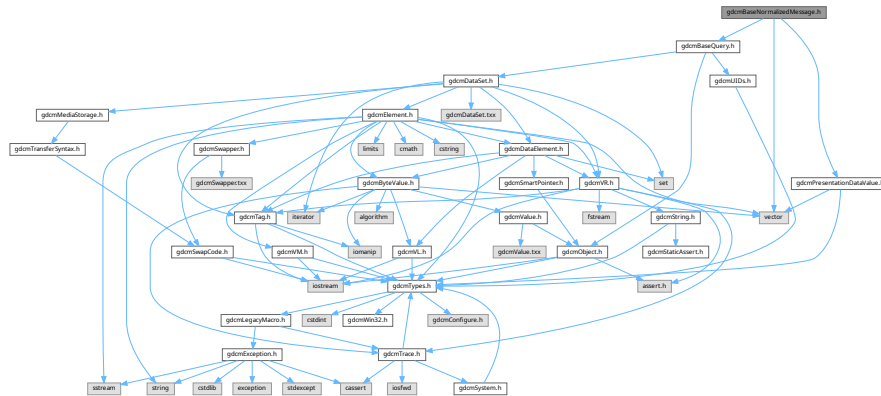 gdcmBaseNormalizedMessage.h
gdcmBaseQuery.h
gdcmDataSet.h
gdcmUIDs.h
gdcmMediaStorage.h
gdcmElement.h
gdcmDataSet.txx
gdcmTransferSyntax.h
gdcmSwapper.h
limits
cmath
cstring
gdcmDataElement.h
gdcmSwapper.txx
gdcmByteValue.h
gdcmSmartPointer.h
gdcmVR.h
set
gdcmPresentationDataValue.h
gdcmTag.h
iterator
algorithm
gdcmValue.h
fstream
gdcmString.h
vector
gdcmSwapCode.h
gdcmVM.h
iomanip
gdcmVL.h
gdcmValue.txx
gdcmObject.h
gdcmStaticAssert.h
iostream
gdcmTypes.h
assert.h
gdcmLegacyMacro.h
cstdint
gdcmWin32.h
gdcmConfigure.h
gdcmException.h
gdcmTrace.h
sstream
string
cstdlib
exception
stdexcept
cassert
iosfwd
gdcmSystem.h